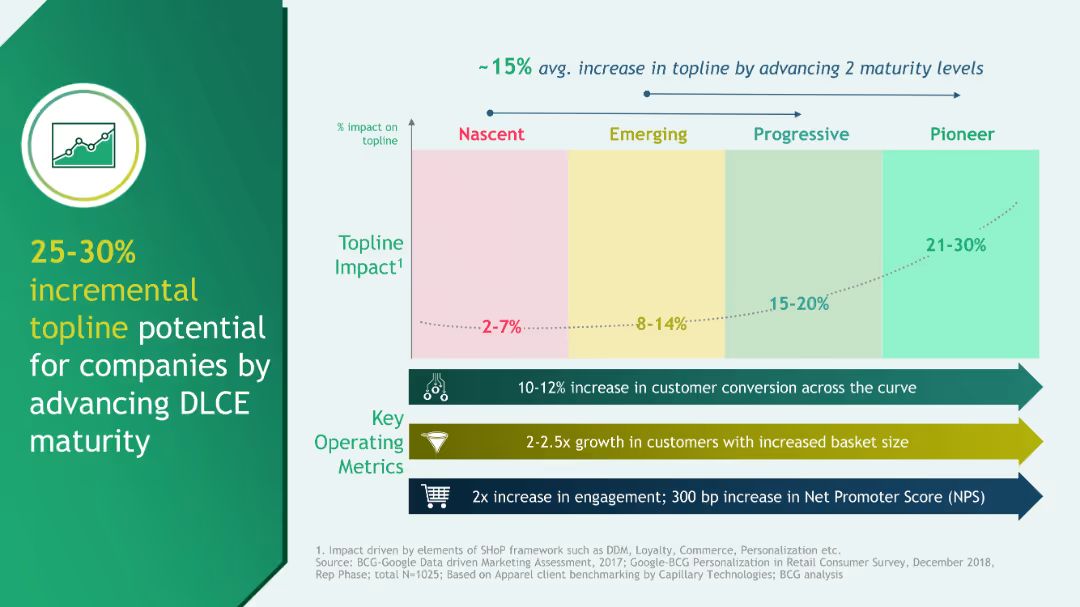 25-30%
incremental
topline potential
for companies by
advancing DLCE
maturity
~15% avg. increase in topline by advancing 2 maturity levels
% impact on
topline
Nascent
Emerging
Progressive
Pioneer
Topline
Impact¹
2-7%
8-14%
15-20%
21-30%
Key
Operating
Metrics
10-12% increase in customer conversion across the curve
2-2.5x growth in customers with increased basket size
2x increase in engagement; 300 bp increase in Net Promoter Score (NPS)
1. Impact driven by elements of SHoP framework such as DDM, Loyalty, Commerce, Personalization etc.
Source: BCG-Google Data driven Marketing Assessment, 2017; Google-BCG Personalization in Retail Consumer Survey, December 2018,
Rep Phase; total N=1025; Based on Apparel client benchmarking by Capillary Technologies; BCG analysis